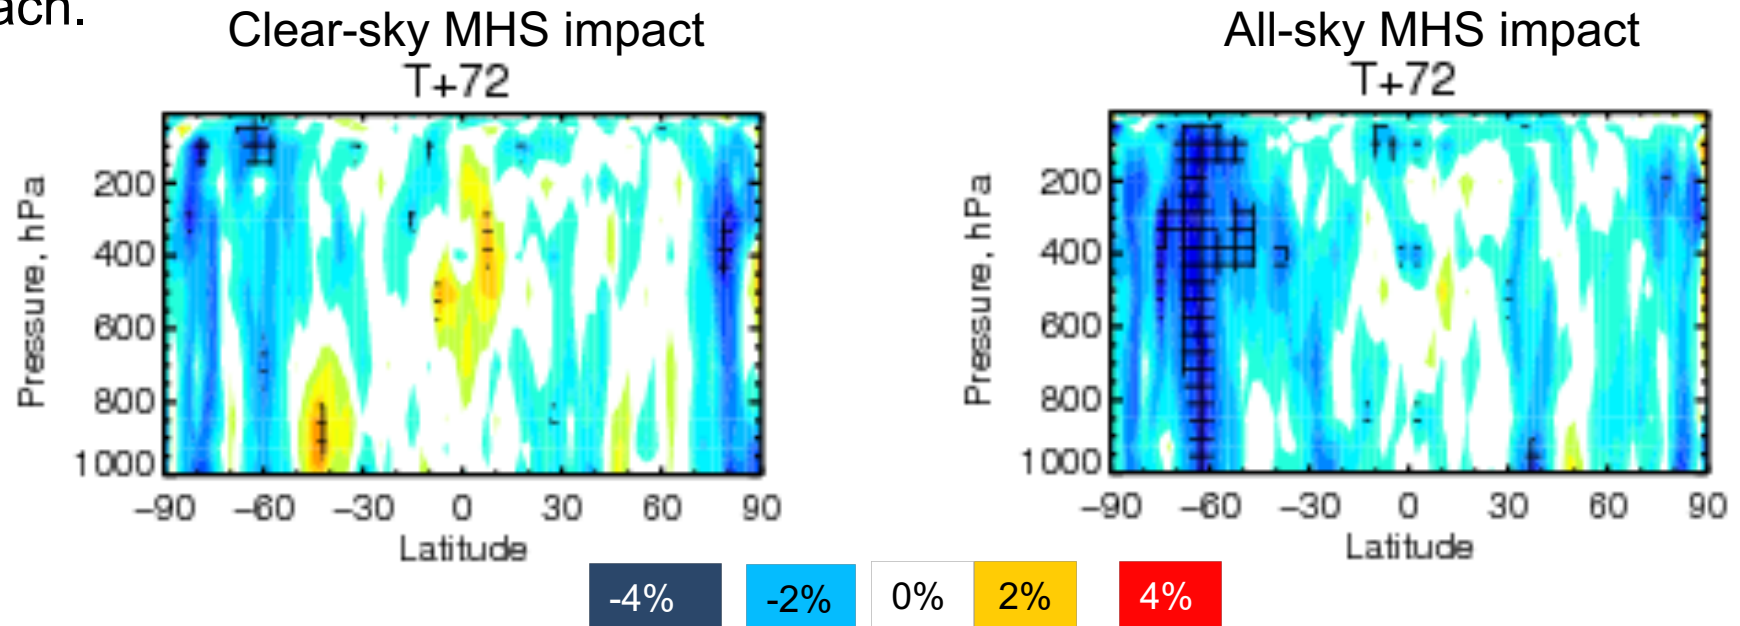 ach.
Clear-sky MHS impact
T+72
Pressure, hPa
200
400
600
800
1000
−90 −60 −30 0 30 60 90
Latitude
All-sky MHS impact
T+72
Pressure, hPa
200
400
600
800
1000
−90 −60 −30 0 30 60 90
Latitude
-4% -2% 0% 2% 4%